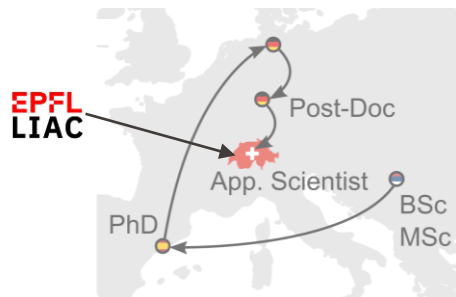 EPFL
LIAC
Post-Doc
App. Scientist
PhD
BSc
MSc